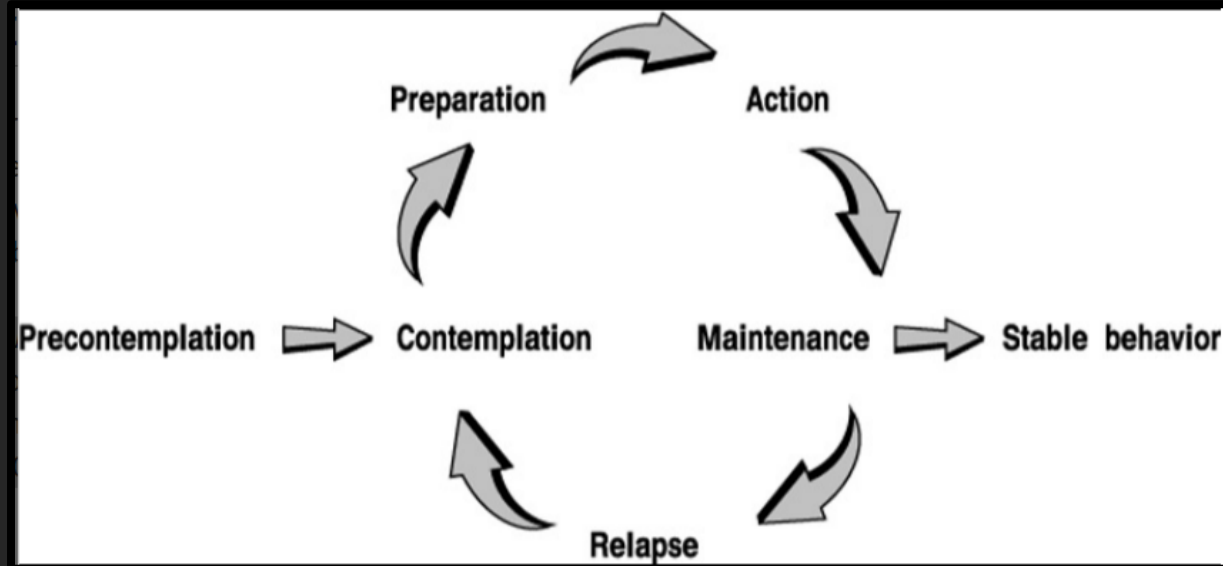 Preparation
Action
Precontemplation
Contemplation
Maintenance
Stable behavior
Relapse